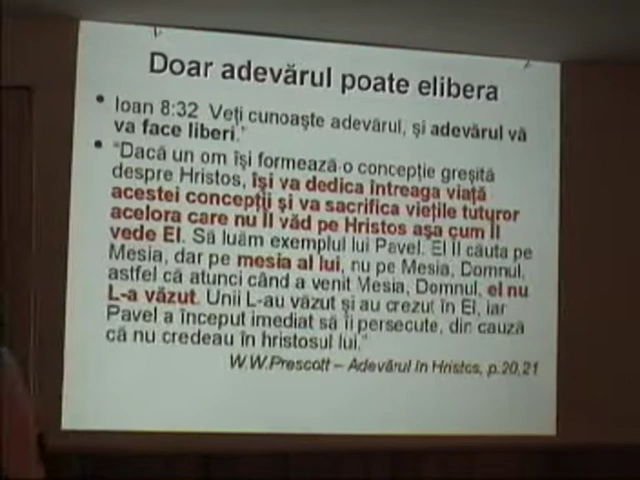 Doar adevărul poate elibera
• Ioan 8:32 Veți cunoaște adevărul, și adevărul vă
va face liberi."
• "Dacă un om își formează o concepție greșită
despre Hristos, își va dedica întreaga viață
acestei concepții și va sacrifica viețile tuturor
acelora care nu Îl văd pe Hristos așa cum Îl
vede El. Să luăm exemplul lui Pavel. El Îl căuta pe
Mesia, dar pe mesia al lui, nu pe Mesia, Domnul,
astfel că atunci când a venit Mesia, Domnul, el nu
L-a văzut. Unii L-au văzut și au crezut în El, iar
Pavel a început imediat să îi persecute, din cauză
că nu credeau în hristosul lui."
W.W.Prescott – Adevărul în Hristos, p.20,21